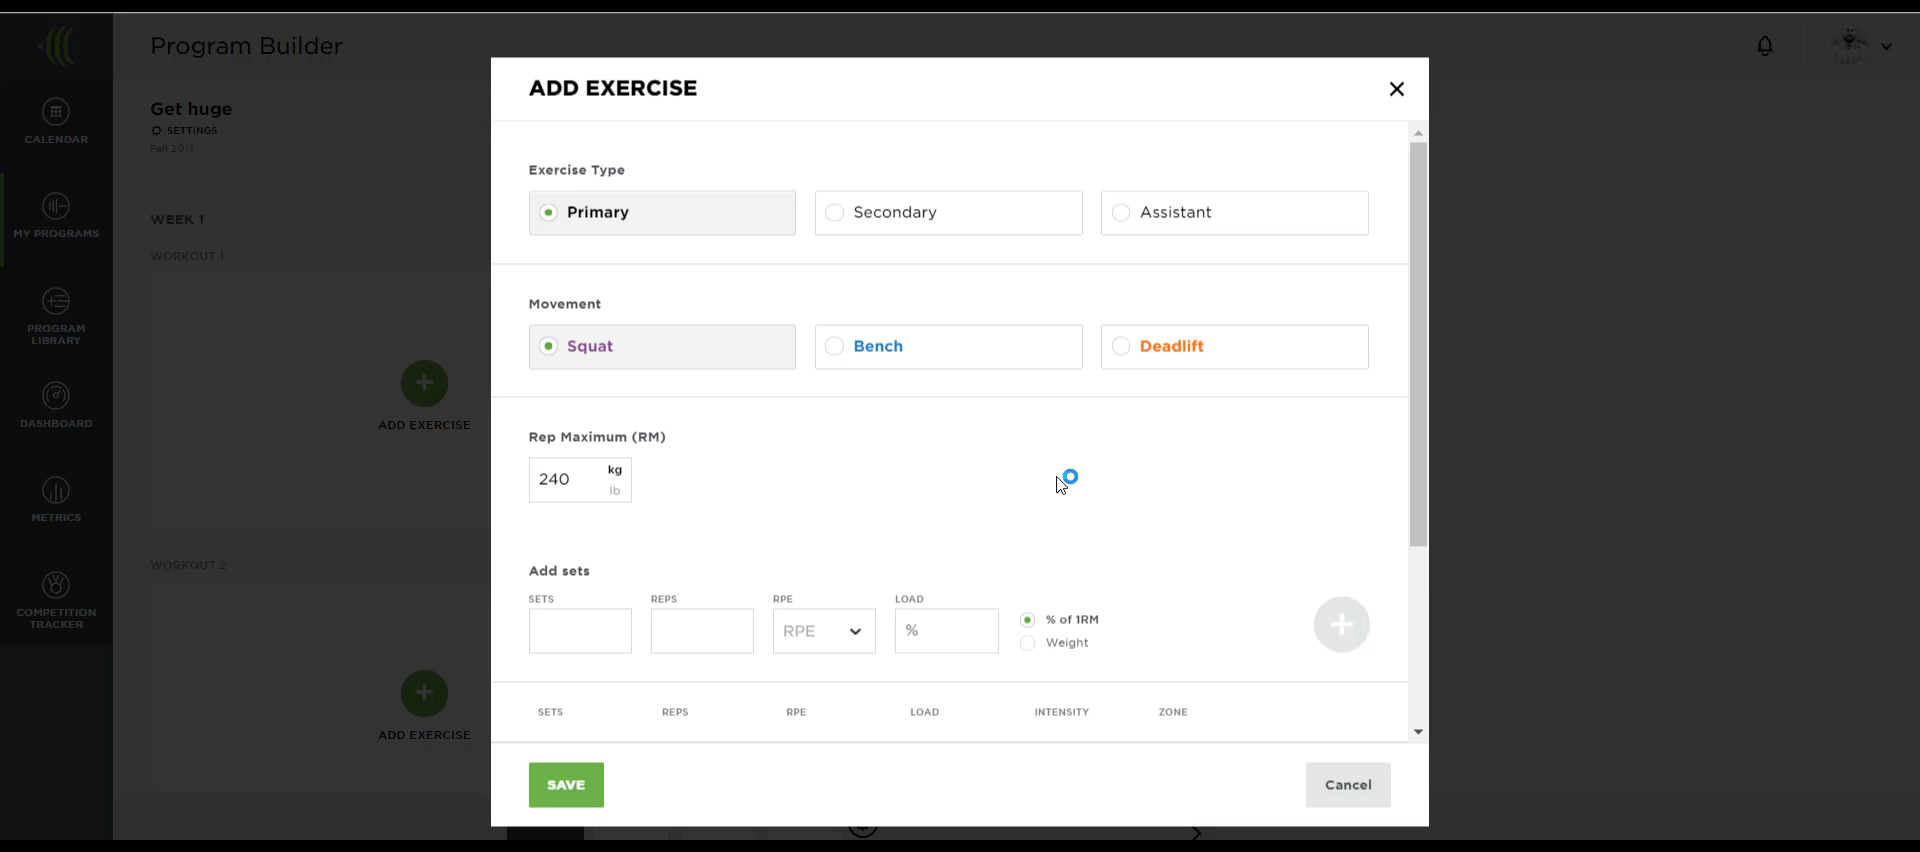 Program Builder
Get huge
SETTINGS
Fall 2017
CALENDAR
MY PROGRAMS
PROGRAM
LIBRARY
DASHBOARD
METRICS
COMPETITION
TRACKER
WEEK 1
WORKOUT 1
ADD EXERCISE
WORKOUT 2
ADD EXERCISE
ADD EXERCISE
Exercise Type
Primary Secondary Assistant
Movement
Squat Bench Deadlift
Rep Maximum (RM)
240 kg
lb
Add sets
SETS REPS RPE LOAD
RPE % % of 1RM
Weight
SETS REPS RPE LOAD INTENSITY ZONE
SAVE Cancel